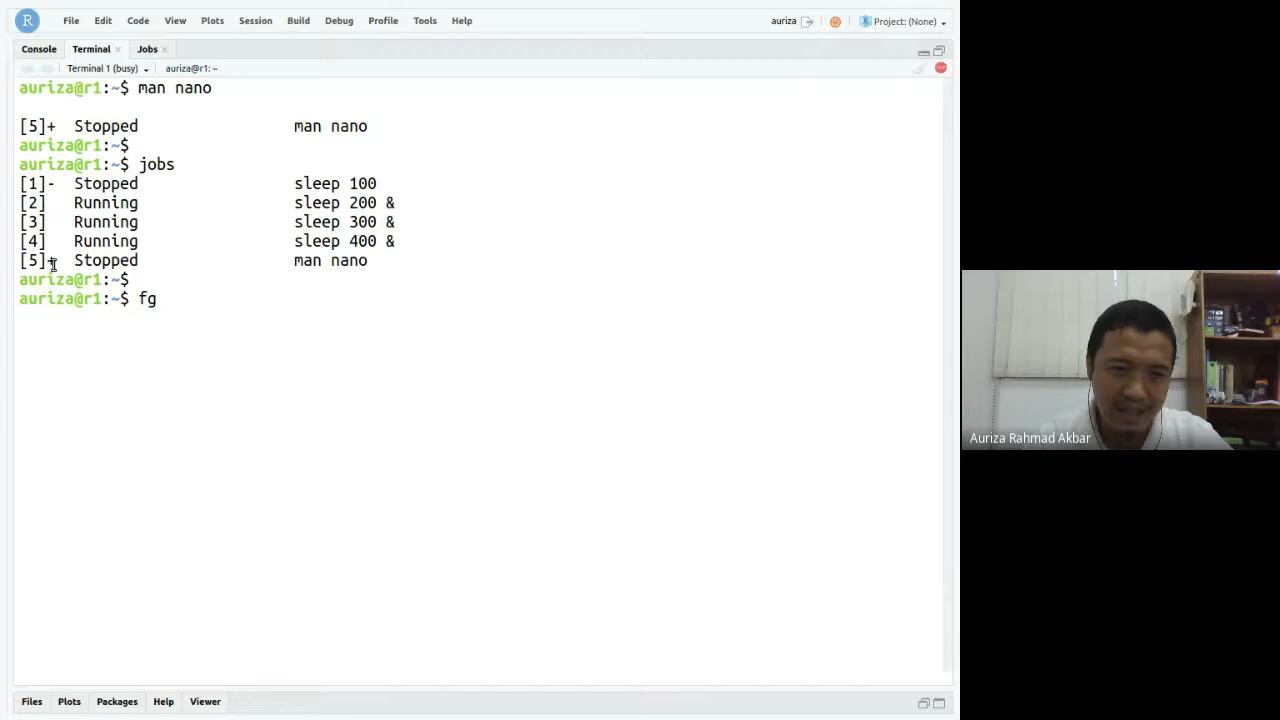 R File Edit Code View Plots Session Build Debug Profile Tools Help auriza Project: (None)
Console Terminal Jobs
Terminal 1 (busy) auriza@r1: ~
auriza@r1:~$ man nano
[5]+ Stopped man nano
auriza@r1:~$
auriza@r1:~$ jobs
[1]- Stopped sleep 100
[2] Running sleep 200 &
[3] Running sleep 300 &
[4] Running sleep 400 &
[5]+ Stopped man nano
auriza@r1:~$
auriza@r1:~$ fg
Auriza Rahmad Akbar
Files Plots Packages Help Viewer